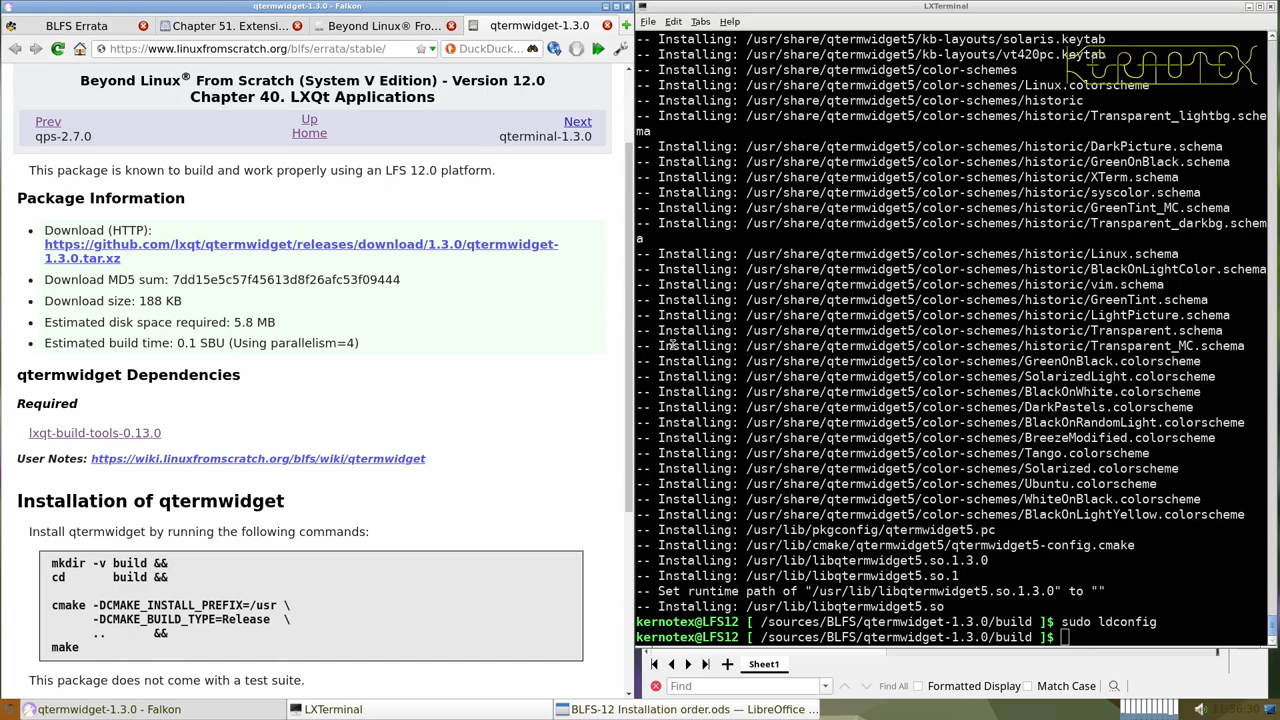 qtermwidget-1.3.0 - Falkon
BLFS Errata
Chapter 51. Extensi...
Beyond Linux® Fro...
qtermwidget-1.3.0
https://www.linuxfromscratch.org/blfs/errata/stable/
DuckDuck...
Beyond Linux® From Scratch (System V Edition) - Version 12.0
Chapter 40. LXQt Applications
Prev Up Next
qps-2.7.0 Home qterminal-1.3.0
This package is known to build and work properly using an LFS 12.0 platform.
Package Information
Download (HTTP):
https://github.com/lxqt/qtermwidget/releases/download/1.3.0/qtermwidget-
1.3.0.tar.xz
Download MD5 sum: 7dd15e5c57f45613d8f26afc53f09444
Download size: 188 KB
Estimated disk space required: 5.8 MB
Estimated build time: 0.1 SBU (Using parallelism=4)
qtermwidget Dependencies
Required
lxqt-build-tools-0.13.0
User Notes: https://wiki.linuxfromscratch.org/blfs/wiki/qtermwidget
Installation of qtermwidget
Install qtermwidget by running the following commands:
mkdir -v build &&
cd       build &&
cmake -DCMAKE_INSTALL_PREFIX=/usr \
-DCMAKE_BUILD_TYPE=Release  \
..       &&
make
This package does not come with a test suite.
LXTerminal
File Edit Tabs Help
-- Installing: /usr/share/qtermwidget5/kb-layouts/solaris.keytab
-- Installing: /usr/share/qtermwidget5/kb-layouts/vt420pc.keytab
-- Installing: /usr/share/qtermwidget5/color-schemes
-- Installing: /usr/share/qtermwidget5/color-schemes/Linux.colorscheme
-- Installing: /usr/share/qtermwidget5/color-schemes/historic
-- Installing: /usr/share/qtermwidget5/color-schemes/historic/Transparent_lightbg.sche
ma
-- Installing: /usr/share/qtermwidget5/color-schemes/historic/DarkPicture.schema
-- Installing: /usr/share/qtermwidget5/color-schemes/historic/GreenOnBlack.schema
-- Installing: /usr/share/qtermwidget5/color-schemes/historic/XTerm.schema
-- Installing: /usr/share/qtermwidget5/color-schemes/historic/syscolor.schema
-- Installing: /usr/share/qtermwidget5/color-schemes/historic/GreenTint_MC.schema
-- Installing: /usr/share/qtermwidget5/color-schemes/historic/Transparent_darkbg.schem
a
-- Installing: /usr/share/qtermwidget5/color-schemes/historic/Linux.schema
-- Installing: /usr/share/qtermwidget5/color-schemes/historic/BlackOnLightColor.schema
-- Installing: /usr/share/qtermwidget5/color-schemes/historic/vim.schema
-- Installing: /usr/share/qtermwidget5/color-schemes/historic/GreenTint.schema
-- Installing: /usr/share/qtermwidget5/color-schemes/historic/LightPicture.schema
-- Installing: /usr/share/qtermwidget5/color-schemes/historic/Transparent.schema
-- Installing: /usr/share/qtermwidget5/color-schemes/historic/Transparent_MC.schema
-- Installing: /usr/share/qtermwidget5/color-schemes/GreenOnBlack.colorscheme
-- Installing: /usr/share/qtermwidget5/color-schemes/SolarizedLight.colorscheme
-- Installing: /usr/share/qtermwidget5/color-schemes/BlackOnWhite.colorscheme
-- Installing: /usr/share/qtermwidget5/color-schemes/DarkPastels.colorscheme
-- Installing: /usr/share/qtermwidget5/color-schemes/BlackOnRandomLight.colorscheme
-- Installing: /usr/share/qtermwidget5/color-schemes/BreezeModified.colorscheme
-- Installing: /usr/share/qtermwidget5/color-schemes/Tango.colorscheme
-- Installing: /usr/share/qtermwidget5/color-schemes/Solarized.colorscheme
-- Installing: /usr/share/qtermwidget5/color-schemes/Ubuntu.colorscheme
-- Installing: /usr/share/qtermwidget5/color-schemes/WhiteOnBlack.colorscheme
-- Installing: /usr/share/qtermwidget5/color-schemes/BlackOnLightYellow.colorscheme
-- Installing: /usr/lib/pkgconfig/qtermwidget5.pc
-- Installing: /usr/lib/cmake/qtermwidget5/qtermwidget5-config.cmake
-- Installing: /usr/lib/libqtermwidget5.so.1.3.0
-- Installing: /usr/lib/libqtermwidget5.so.1
-- Set runtime path of "/usr/lib/libqtermwidget5.so.1.3.0" to ""
-- Installing: /usr/lib/libqtermwidget5.so
kernotex@LFS12 [ /sources/BLFS/qtermwidget-1.3.0/build ]$ sudo ldconfig
kernotex@LFS12 [ /sources/BLFS/qtermwidget-1.3.0/build ]$
KERNOTEX
Sheet1
Find Find All Formatted Display Match Case
qtermwidget-1.3.0 - Falkon
LXTerminal
BLFS-12 Installation order.ods — LibreOffice ...
11:36:30